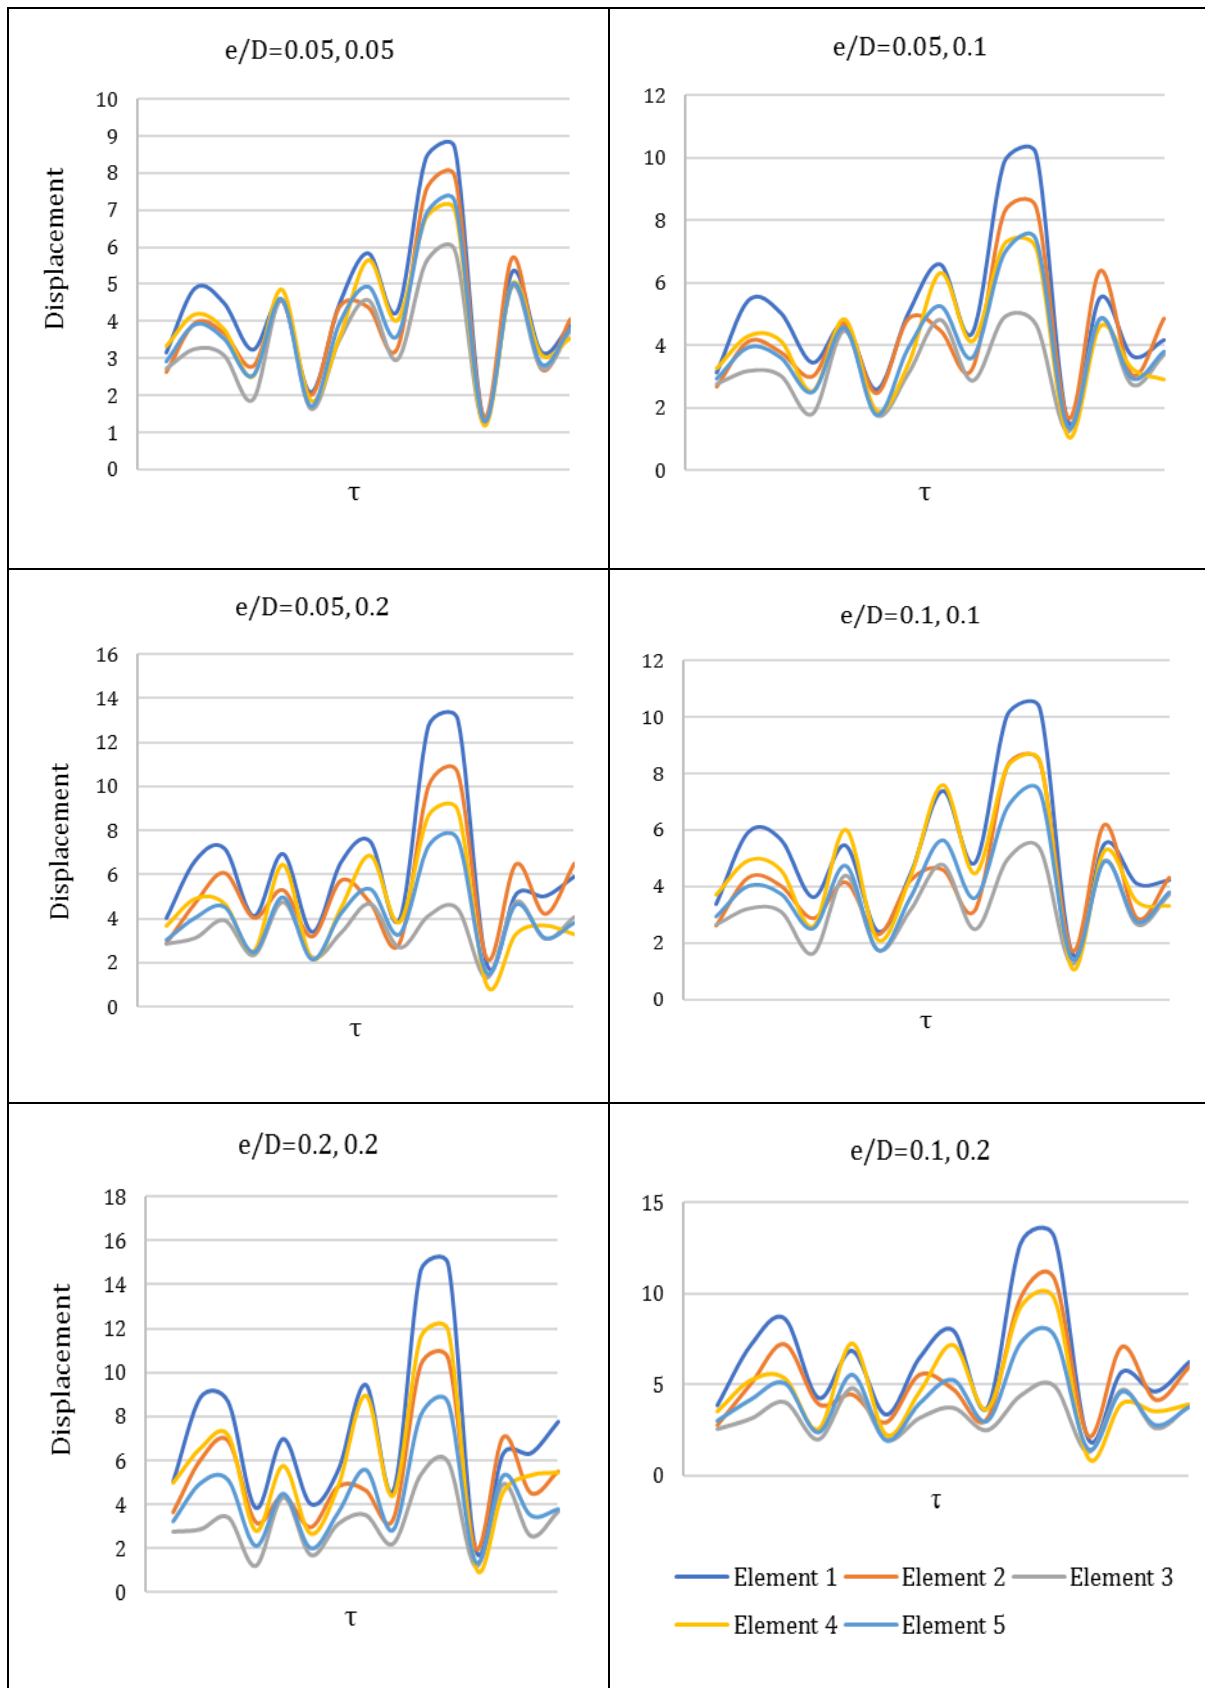 e/D=0.05, 0.05
10
9
8
7
6
5
4
3
2
1
0
Displacement
τ
e/D=0.05, 0.1
12
10
8
6
4
2
0
τ
e/D=0.05, 0.2
16
14
12
10
8
6
4
2
0
Displacement
τ
e/D=0.1, 0.1
12
10
8
6
4
2
0
τ
e/D=0.2, 0.2
18
16
14
12
10
8
6
4
2
0
Displacement
τ
e/D=0.1, 0.2
15
10
5
0
τ
Element 1 Element 2 Element 3
Element 4 Element 5